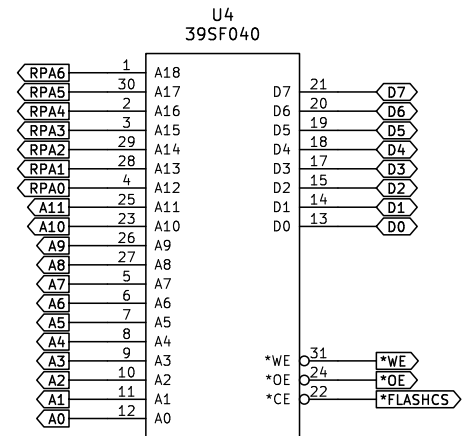 U4
39SF040
RPA6 1 A18
RPA5 30 A17 D7 21 D7
RPA4 2 A16 D6 20 D6
RPA3 3 A15 D5 19 D5
RPA2 29 A14 D4 18 D4
RPA1 28 A13 D3 17 D3
RPA0 4 A12 D2 15 D2
A11 25 A11 D1 14 D1
A10 23 A10 D0 13 D0
A9 26 A9
A8 27 A8
A7 5 A7
A6 6 A6
A5 7 A5
A4 8 A4
A3 9 A3 *WE 31 *WE
A2 10 A2 *OE 24 *OE
A1 11 A1 *CE 22 *FLASHCS
A0 12 A0